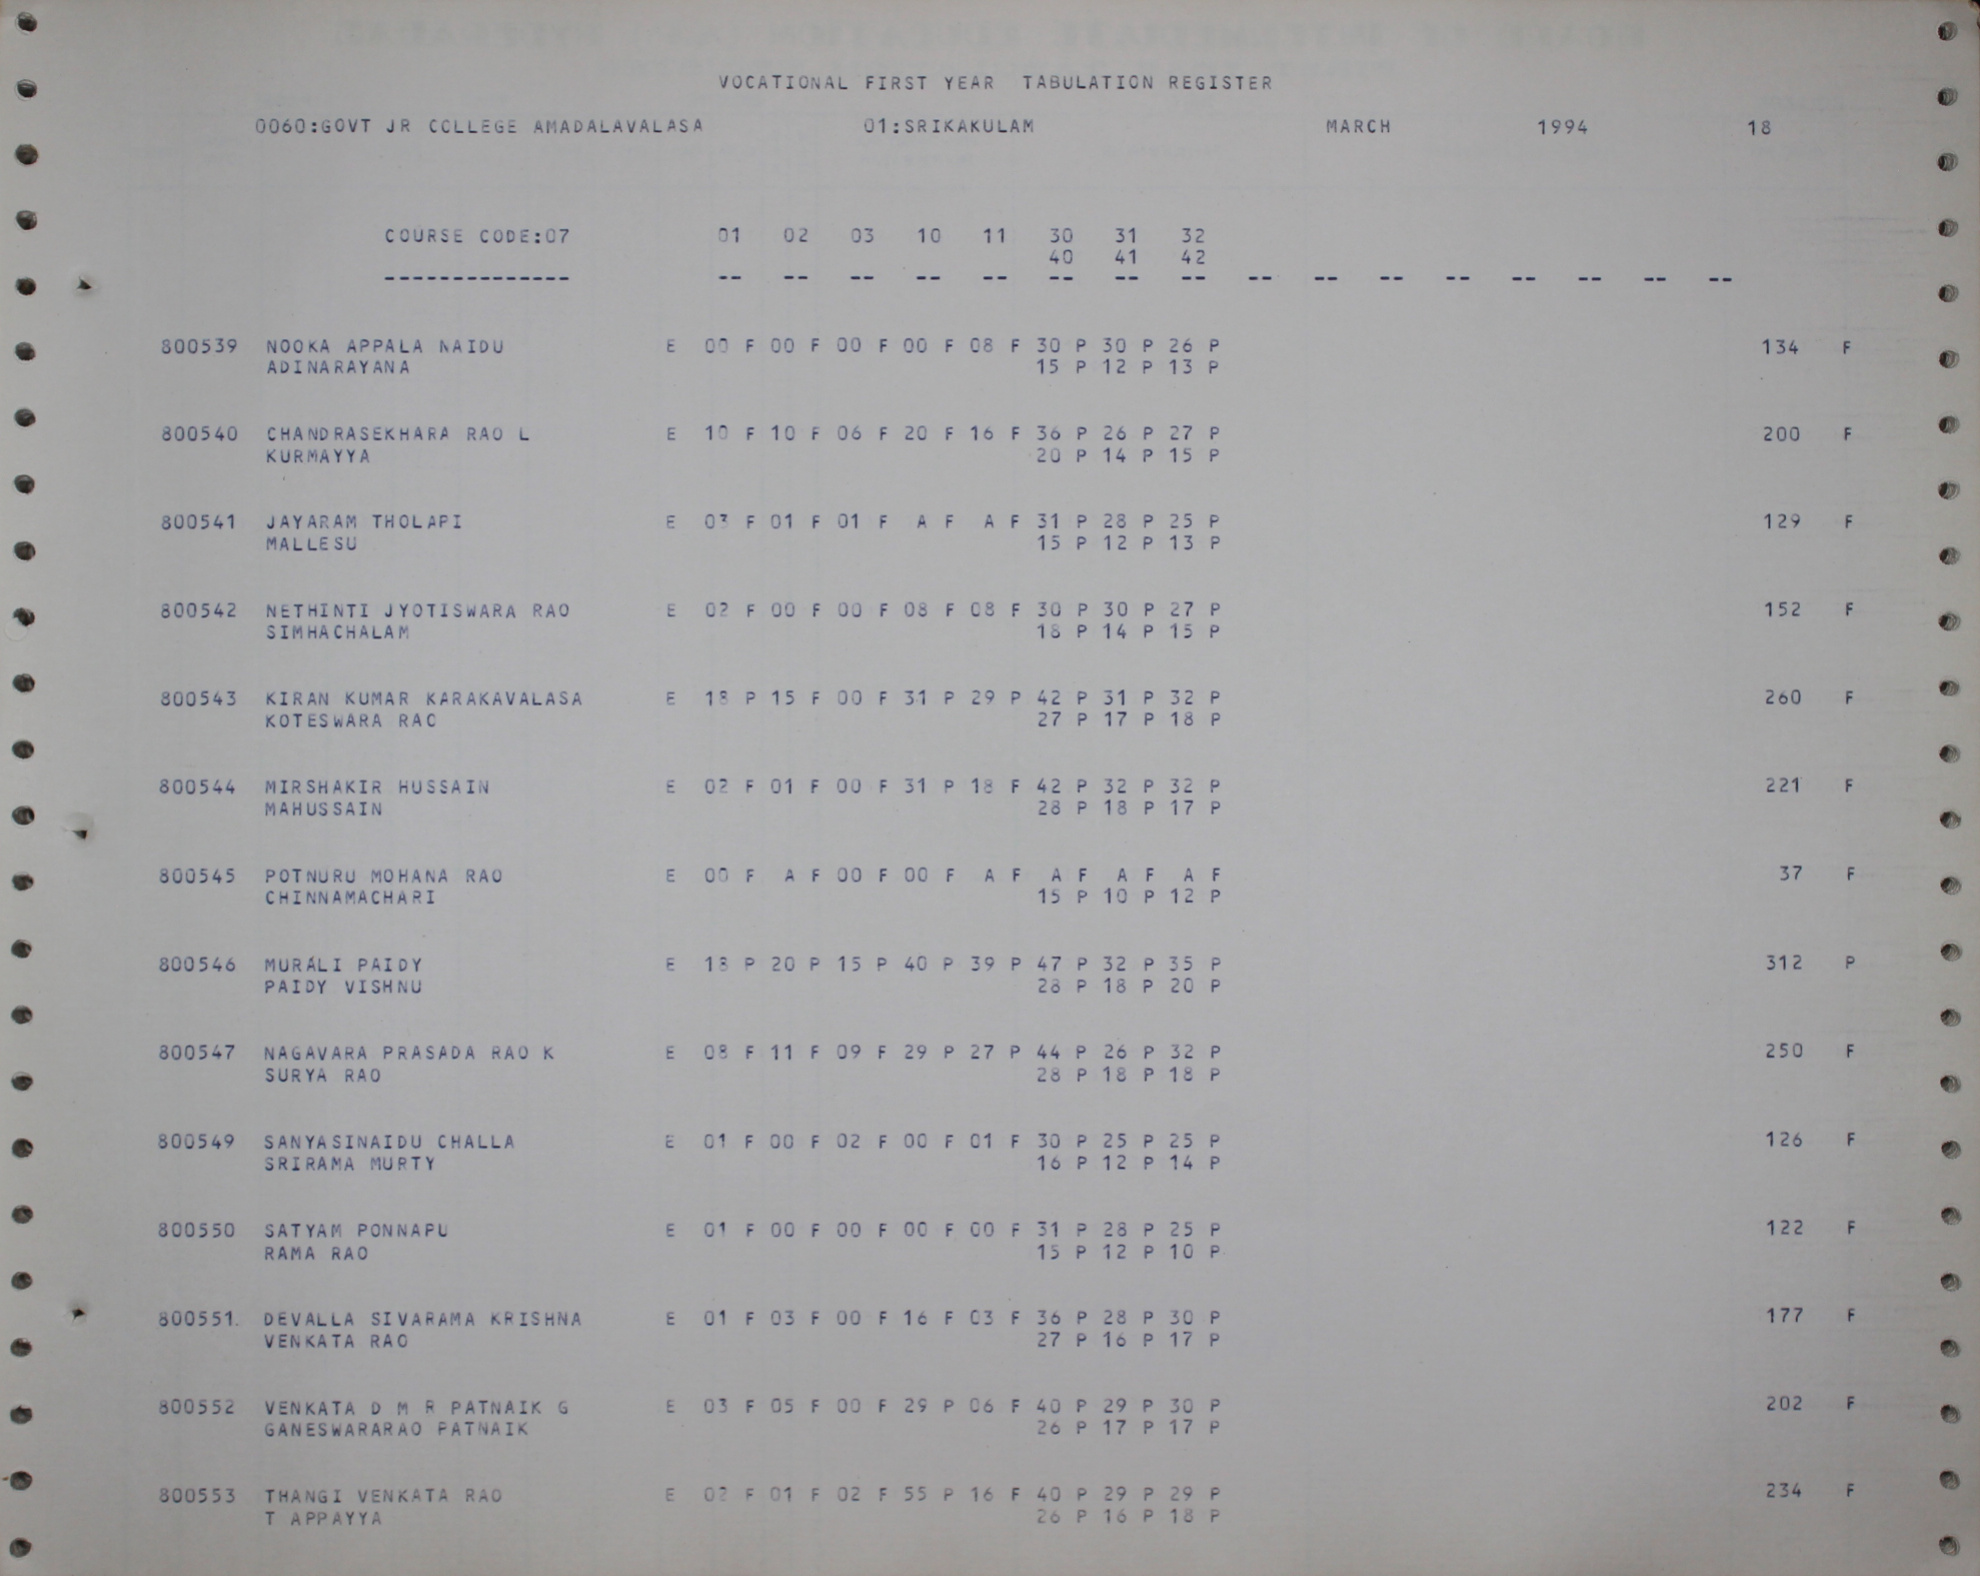 VOCATIONAL FIRST YEAR TABULATION REGISTER
0060:GOVT JR COLLEGE AMADALAVALASA 01:SRIKAKULAM MARCH 1994 18
COURSE CODE:07 01 02 03 10 11 30 31 32
40 41 42
-------------- -- -- -- -- -- -- -- -- -- -- -- -- -- -- -- --
800539 NOOKA APPALA NAIDU E 00 F 00 F 00 F 00 F 08 F 30 P 30 P 26 P 134 F
ADINARAYANA 15 P 12 P 13 P
800540 CHANDRASEKHARA RAO L E 10 F 10 F 06 F 20 F 16 F 36 P 26 P 27 P 200 F
KURMAYYA 20 P 14 P 15 P
800541 JAYARAM THOLAPI E 03 F 01 F 01 F A F A F 31 P 28 P 25 P 129 F
MALLESU 15 P 12 P 13 P
800542 NETHINTI JYOTISWARA RAO E 02 F 00 F 00 F 08 F 08 F 30 P 30 P 27 P 152 F
SIMHACHALAM 18 P 14 P 15 P
800543 KIRAN KUMAR KARAKAVALASA E 18 P 15 F 00 F 31 P 29 P 42 P 31 P 32 P 260 F
KOTESWARA RAO 27 P 17 P 18 P
800544 MIRSHAKIR HUSSAIN E 02 F 01 F 00 F 31 P 18 F 42 P 32 P 32 P 221 F
MAHUSSAIN 28 P 18 P 17 P
800545 POTNURU MOHANA RAO E 00 F A F 00 F 00 F A F A F A F A F 37 F
CHINNAMACHARI 15 P 10 P 12 P
800546 MURALI PAIDY E 18 P 20 P 15 P 40 P 39 P 47 P 32 P 35 P 312 P
PAIDY VISHNU 28 P 18 P 20 P
800547 NAGAVARA PRASADA RAO K E 08 F 11 F 09 F 29 P 27 P 44 P 26 P 32 P 250 F
SURYA RAO 28 P 18 P 18 P
800549 SANYASINAIDU CHALLA E 01 F 00 F 02 F 00 F 01 F 30 P 25 P 25 P 126 F
SRIRAMA MURTY 16 P 12 P 14 P
800550 SATYAM PONNAPU E 01 F 00 F 00 F 00 F 00 F 31 P 28 P 25 P 122 F
RAMA RAO 15 P 12 P 10 P
800551 DEVALLA SIVARAMA KRISHNA E 01 F 03 F 00 F 16 F 03 F 36 P 28 P 30 P 177 F
VENKATA RAO 27 P 16 P 17 P
800552 VENKATA D M R PATNAIK G E 03 F 05 F 00 F 29 P 06 F 40 P 29 P 30 P 202 F
GANESWARARAO PATNAIK 26 P 17 P 17 P
800553 THANGI VENKATA RAO E 02 F 01 F 02 F 55 P 16 F 40 P 29 P 29 P 234 F
T APPAYYA 26 P 16 P 18 P